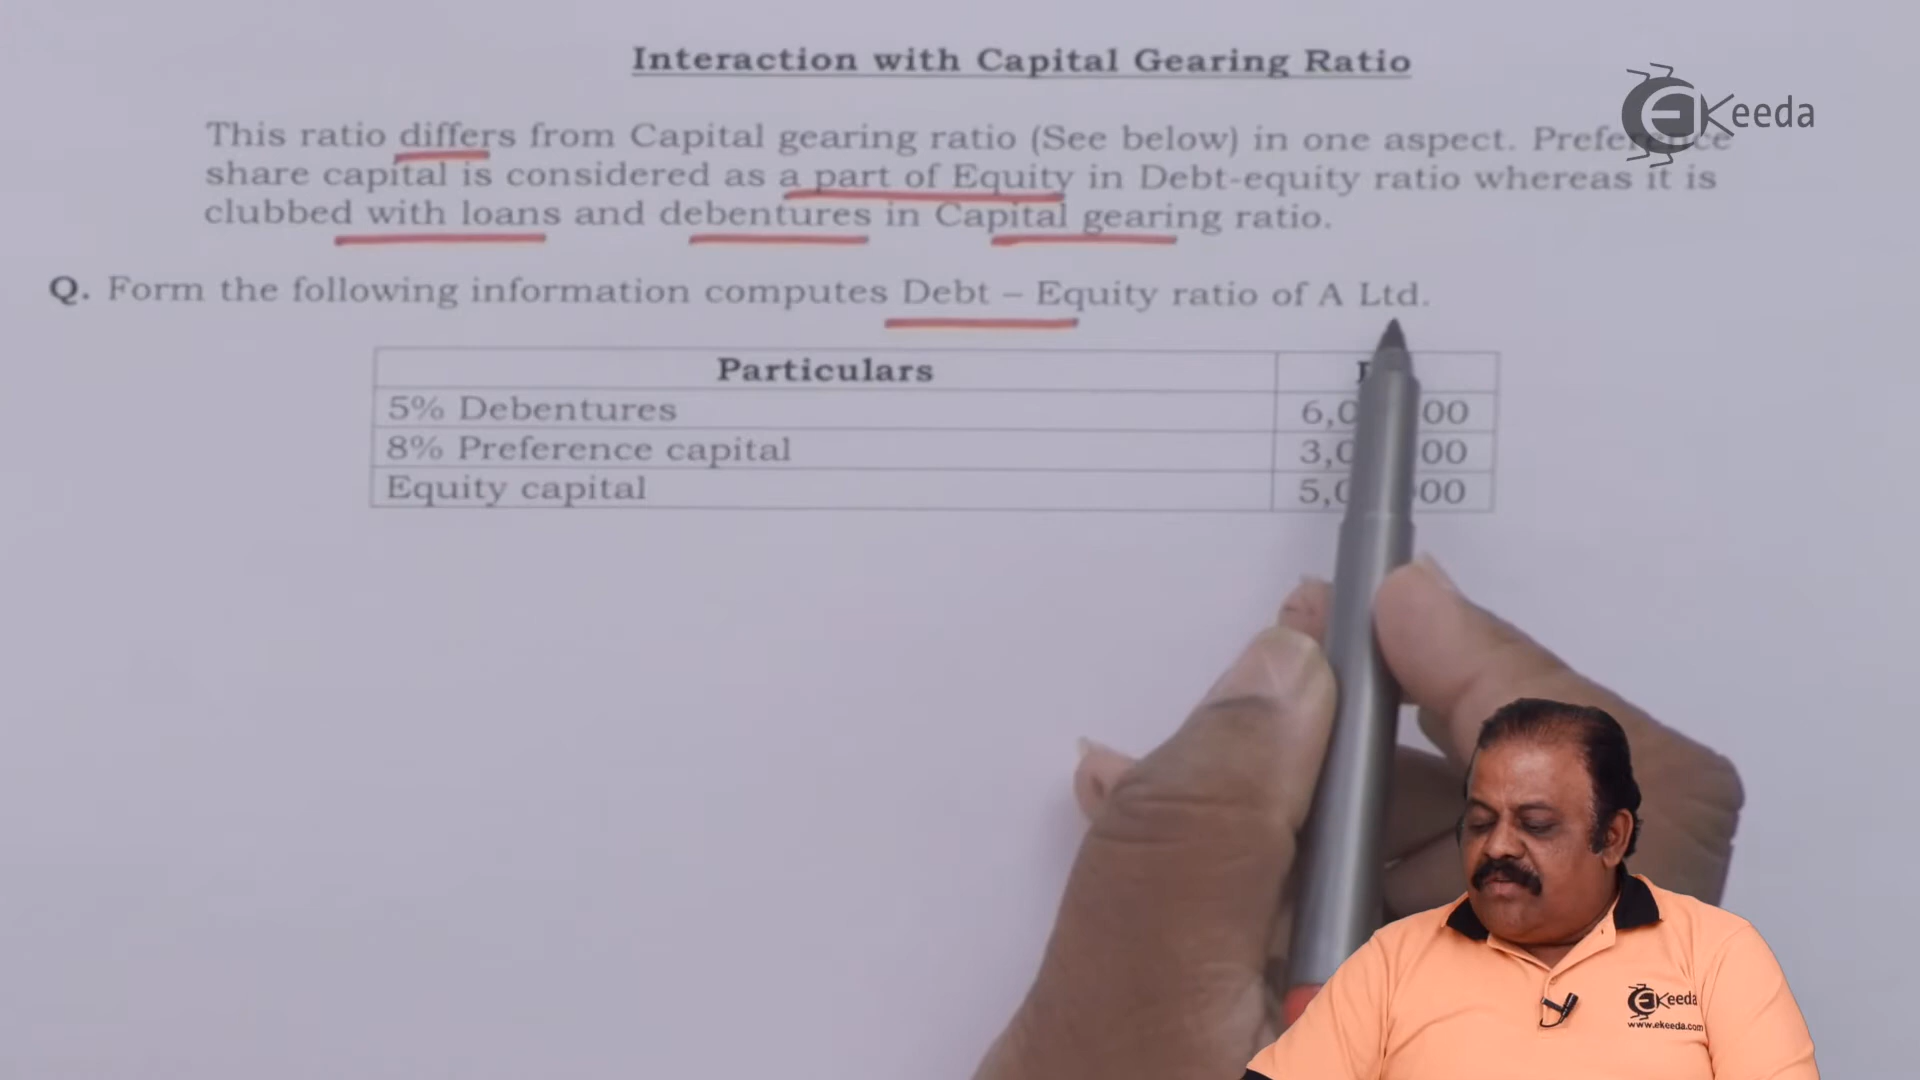 Interaction with Capital Gearing Ratio
Keeda
This ratio differs from Capital gearing ratio (See below) in one aspect. Preference
share capital is considered as a part of Equity in Debt-equity ratio whereas it is
clubbed with loans and debentures in Capital gearing ratio.
Q. Form the following information computes Debt – Equity ratio of A Ltd.
Particulars
5% Debentures
8% Preference capital
Equity capital
Keeda
www.ekeeda.com